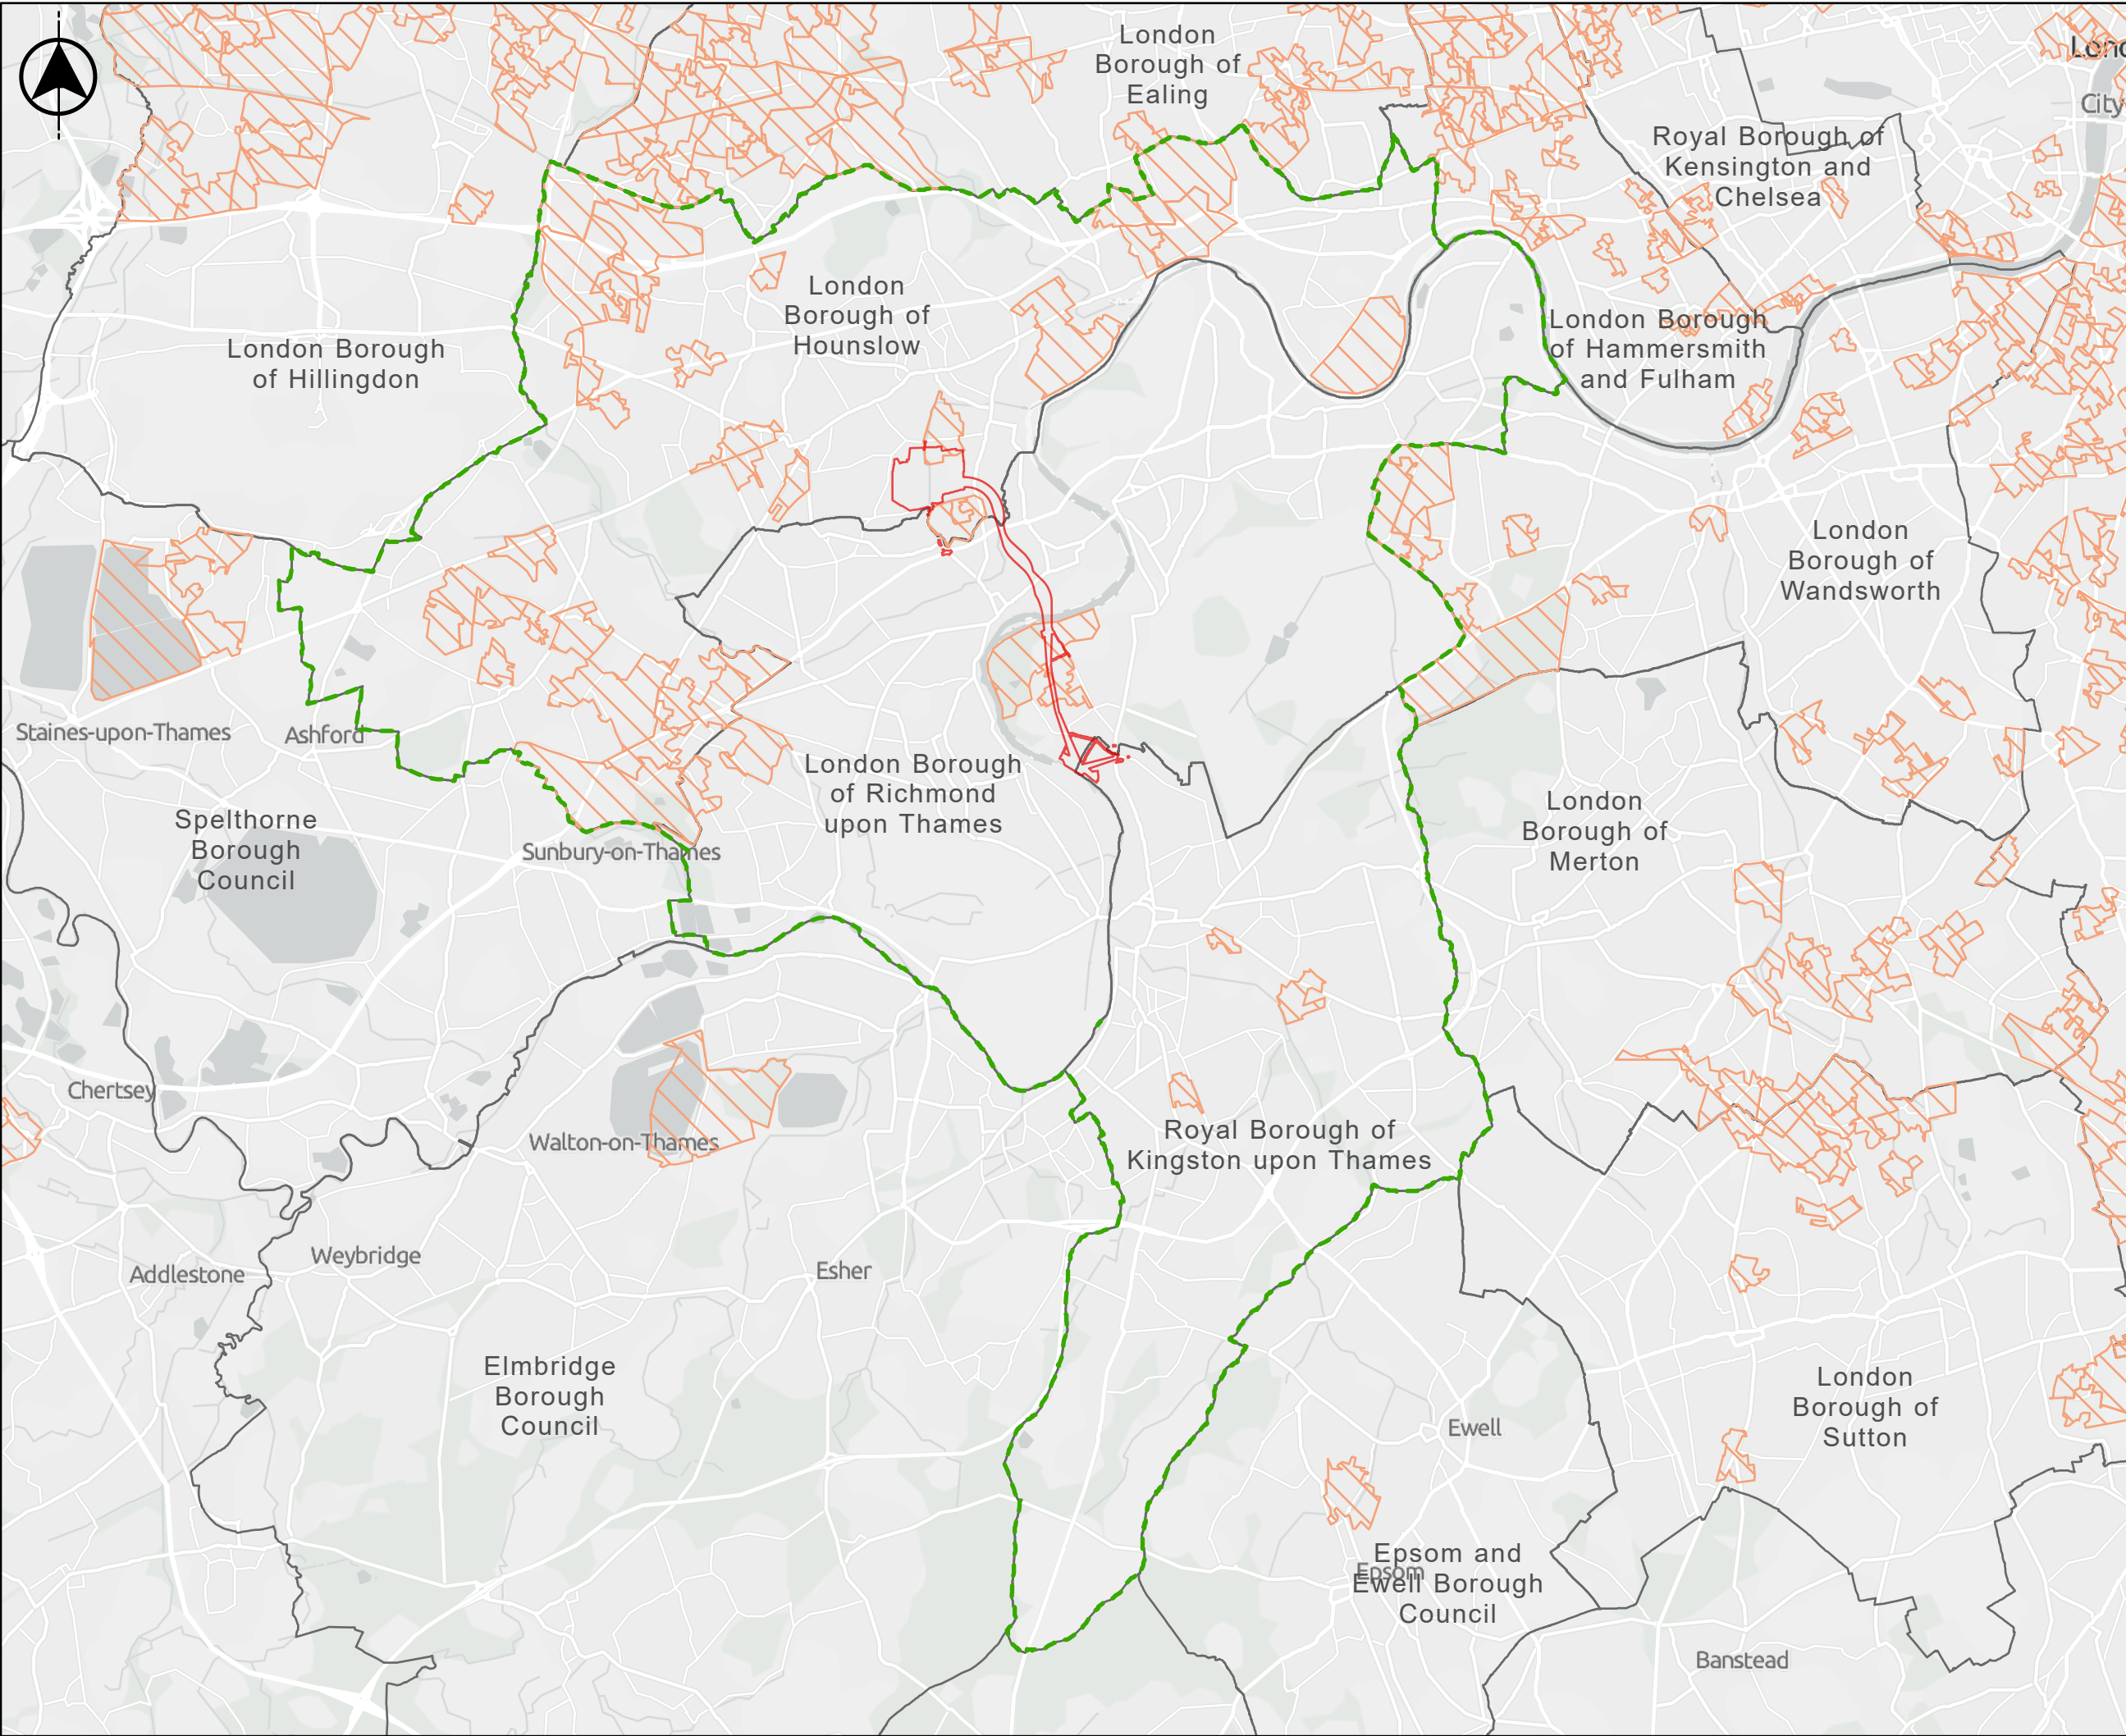 London
Borough of
Ealing
Lond
City
Royal Borough of
Kensington and
Chelsea
London
Borough of
Hounslow
London Borough
of Hillingdon
London Borough
of Hammersmith
and Fulham
London
Borough of
Wandsworth
Staines-upon-Thames
Ashford
London Borough
of Richmond
upon Thames
Spelthorne
Borough
Council
Sunbury-on-Thames
London
Borough of
Merton
Chertsey
Walton-on-Thames
Royal Borough of
Kingston upon Thames
Weybridge
Addlestone
Esher
Elmbridge
Borough
Council
Ewell
London
Borough of
Sutton
Epsom and
Epsom
Ewell Borough
Council
Banstead